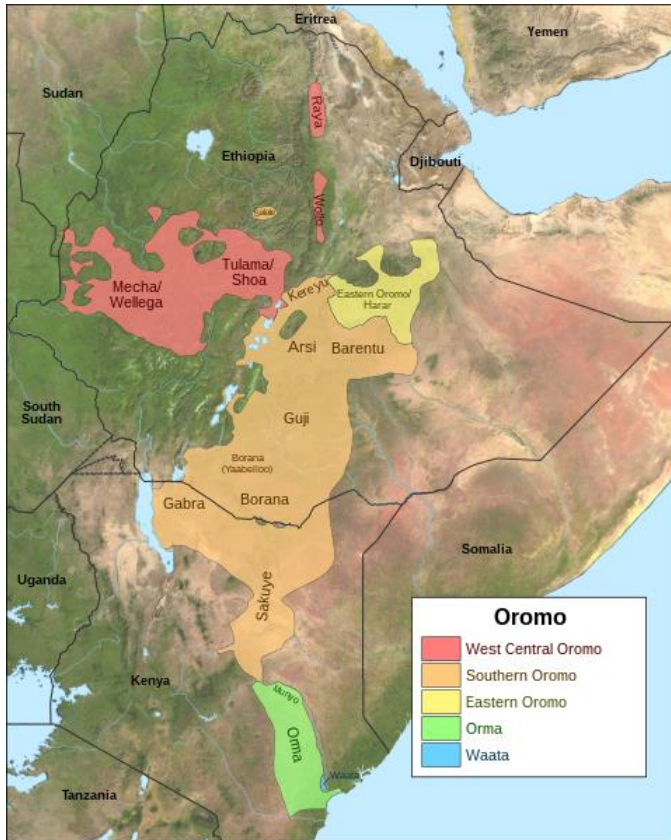 Eritrea
Yemen
Sudan
Raya
Ethiopia
Djibouti
Wollo
Tulama/
Shoa
Mecha/
Wellega
Kereyu
Eastern Oromo/
Harar
Arsi
Barentu
South
Sudan
Guji
Borana
(Yaabelloo)
Gabra
Borana
Somalia
Uganda
Sakuye
Kenya
Munyo
Orma
Waata
Tanzania
Oromo
West Central Oromo
Southern Oromo
Eastern Oromo
Orma
Waata